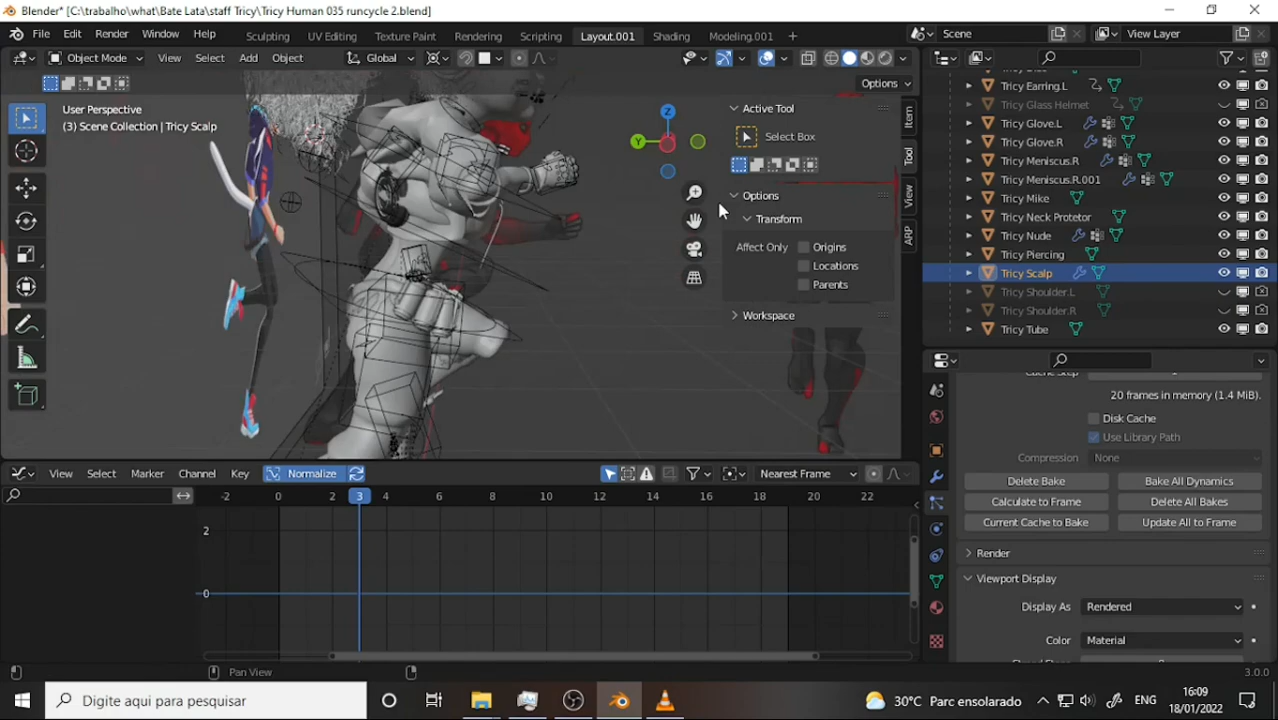 Blender* [C:\trabalho\what\Bate Lata\staff Tricy\Tricy Human 035 runcycle 2.blend]
File Edit Render Window Help Sculpting UV Editing Texture Paint Rendering Scripting Layout.001 Shading Modeling.001 + Scene View Layer
Object Mode View Select Add Object Global
Options
User Perspective
(3) Scene Collection | Tricy Scalp
Z
Y
Active Tool
Select Box
Options
Transform
Affect Only Origins
Locations
Parents
Workspace
Item
Tool
View
ARP
Tricy Earring.L
Tricy Glass Helmet
Tricy Glove.L
Tricy Glove.R
Tricy Meniscus.R
Tricy Meniscus.R.001
Tricy Mike
Tricy Neck Protetor
Tricy Nude
Tricy Piercing
Tricy Scalp
Tricy Shoulder.L
Tricy Shoulder.R
Tricy Tube
20 frames in memory (1.4 MiB).
Disk Cache
Use Library Path
Compression None
Delete Bake Bake All Dynamics
Calculate to Frame Delete All Bakes
Current Cache to Bake Update All to Frame
Render
Viewport Display
Display As Rendered
Color Material
View Select Marker Channel Key Normalize Nearest Frame
-2 0 2 3 4 6 8 10 12 14 16 18 20 22
2
0
Pan View
3.0.0
Digite aqui para pesquisar
30°C Parc ensolarado
ENG
16:09
18/01/2022